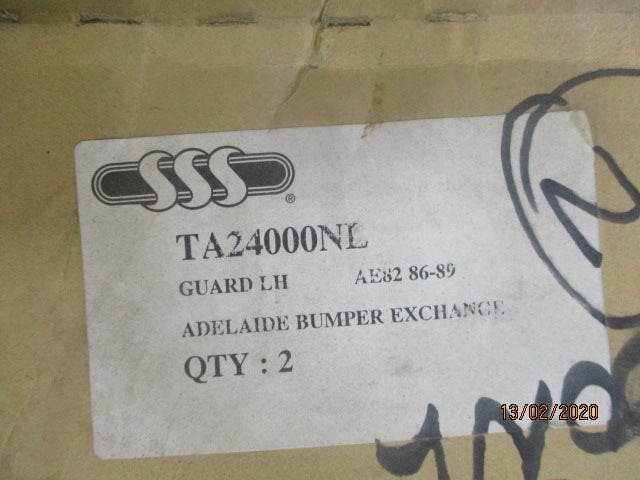 SSS
®
TA24000NL
GUARD LH AE82 86-89
ADELAIDE BUMPER EXCHANGE
QTY : 2
13/02/2020